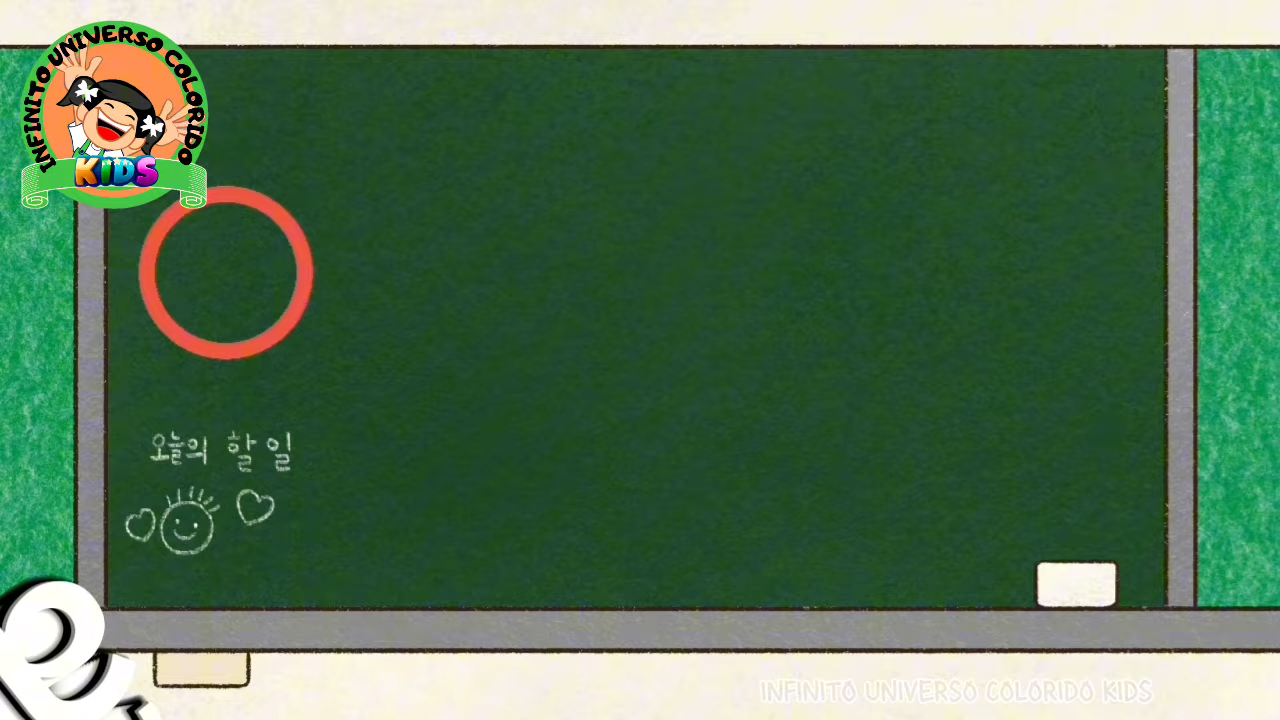 INFINITO UNIVERSO COLORIDO
KIDS
오늘의 할 일
INFINITO UNIVERSO COLORIDO KIDS